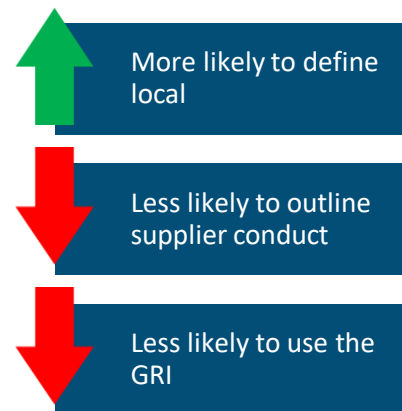 More likely to define
local
Less likely to outline
supplier conduct
Less likely to use the
GRI